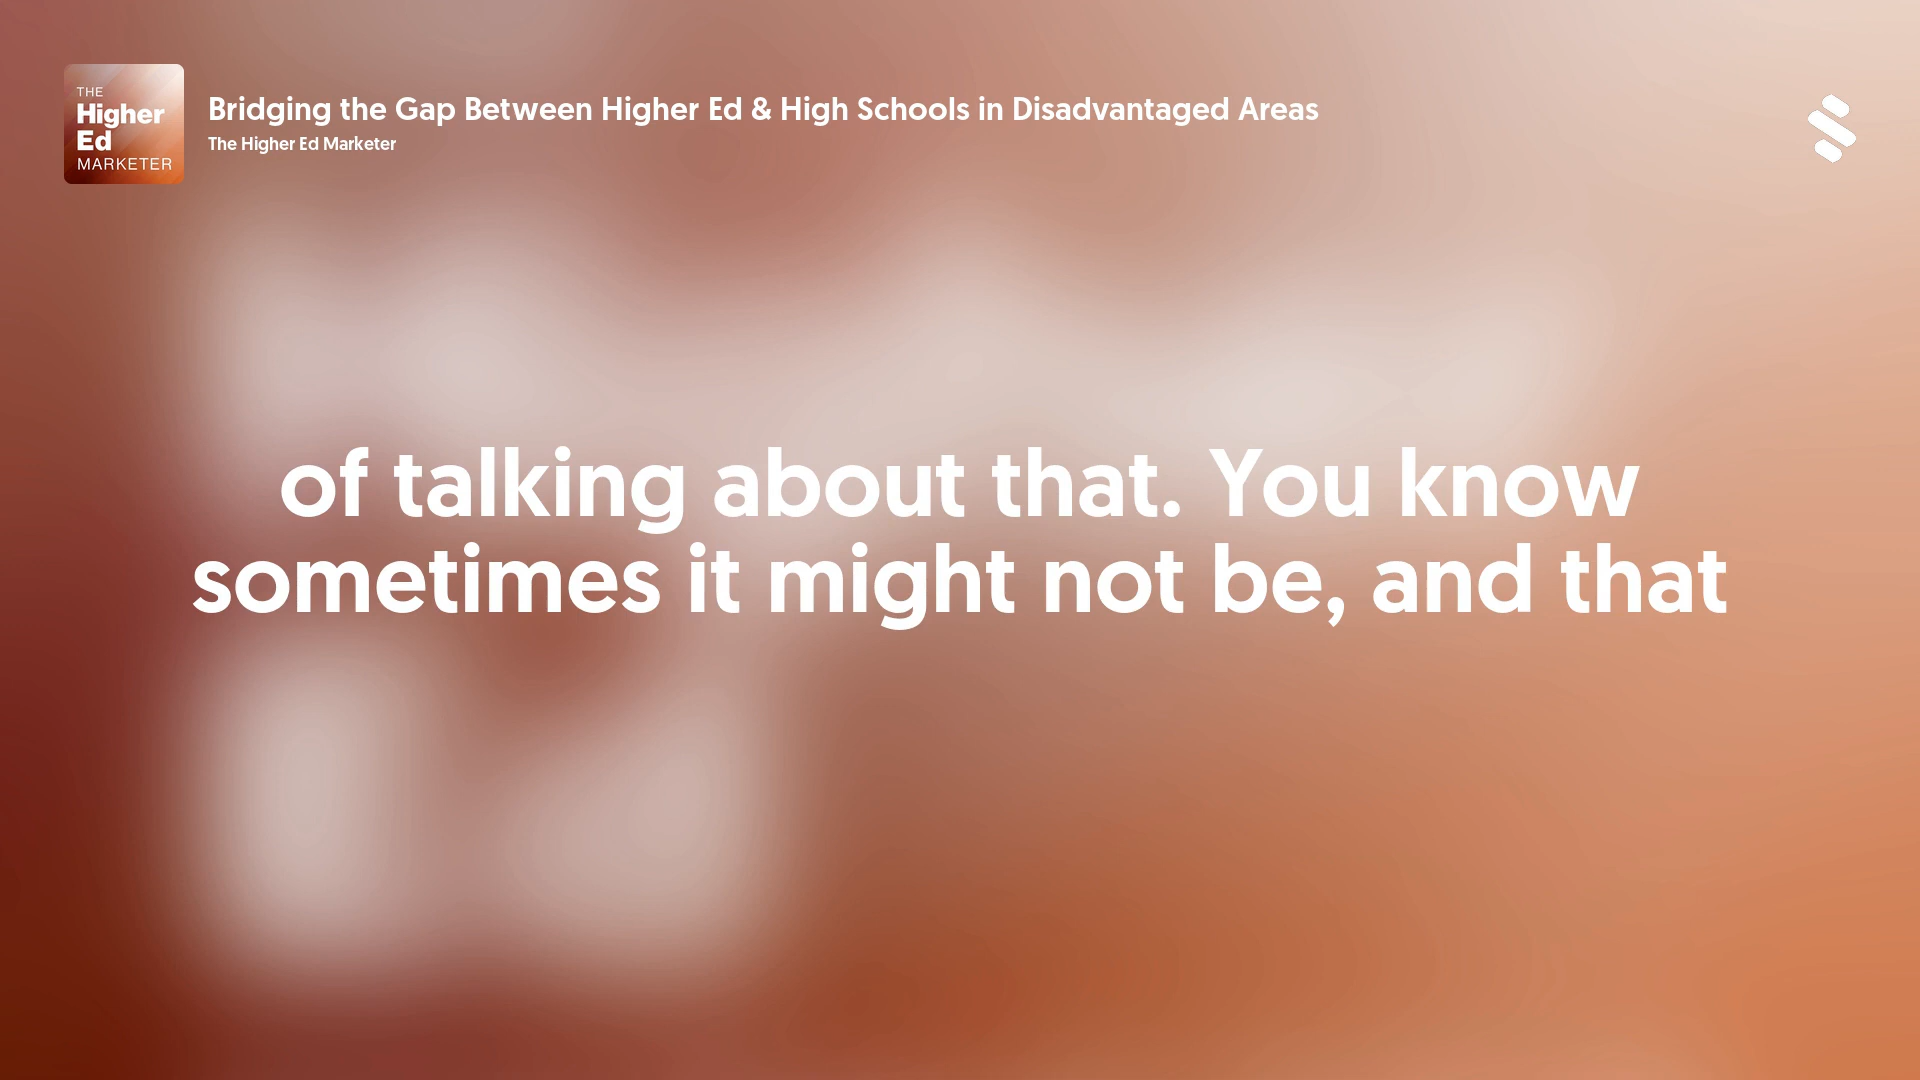 THE
Higher
Ed
MARKETER
Bridging the Gap Between Higher Ed & High Schools in Disadvantaged Areas
The Higher Ed Marketer
of talking about that. You know
sometimes it might not be, and that